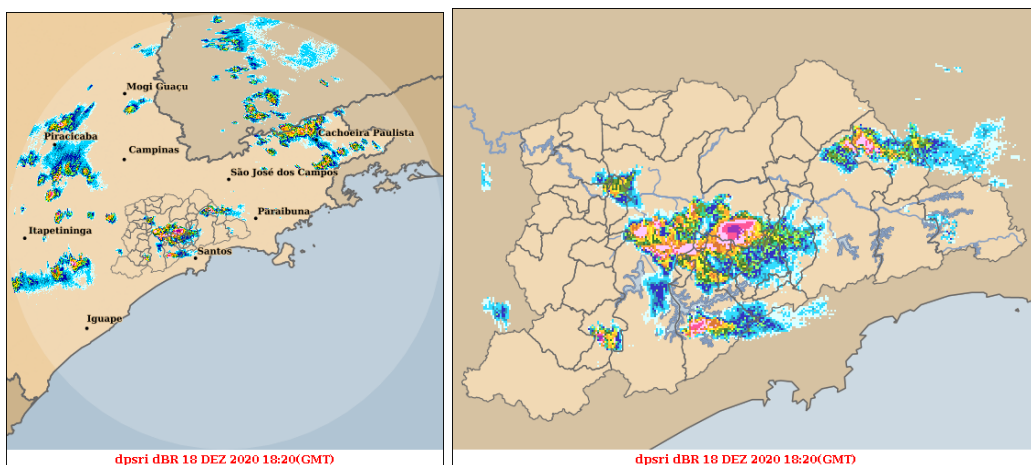 Mogi Guaçu
Piracicaba
Cachoeira Paulista
Campinas
São José dos Campos
Paraibuna
Itapetininga
Santos
Iguape
dpsri dBR 18 DEZ 2020 18:20(GMT)
dpsri dBR 18 DEZ 2020 18:20(GMT)